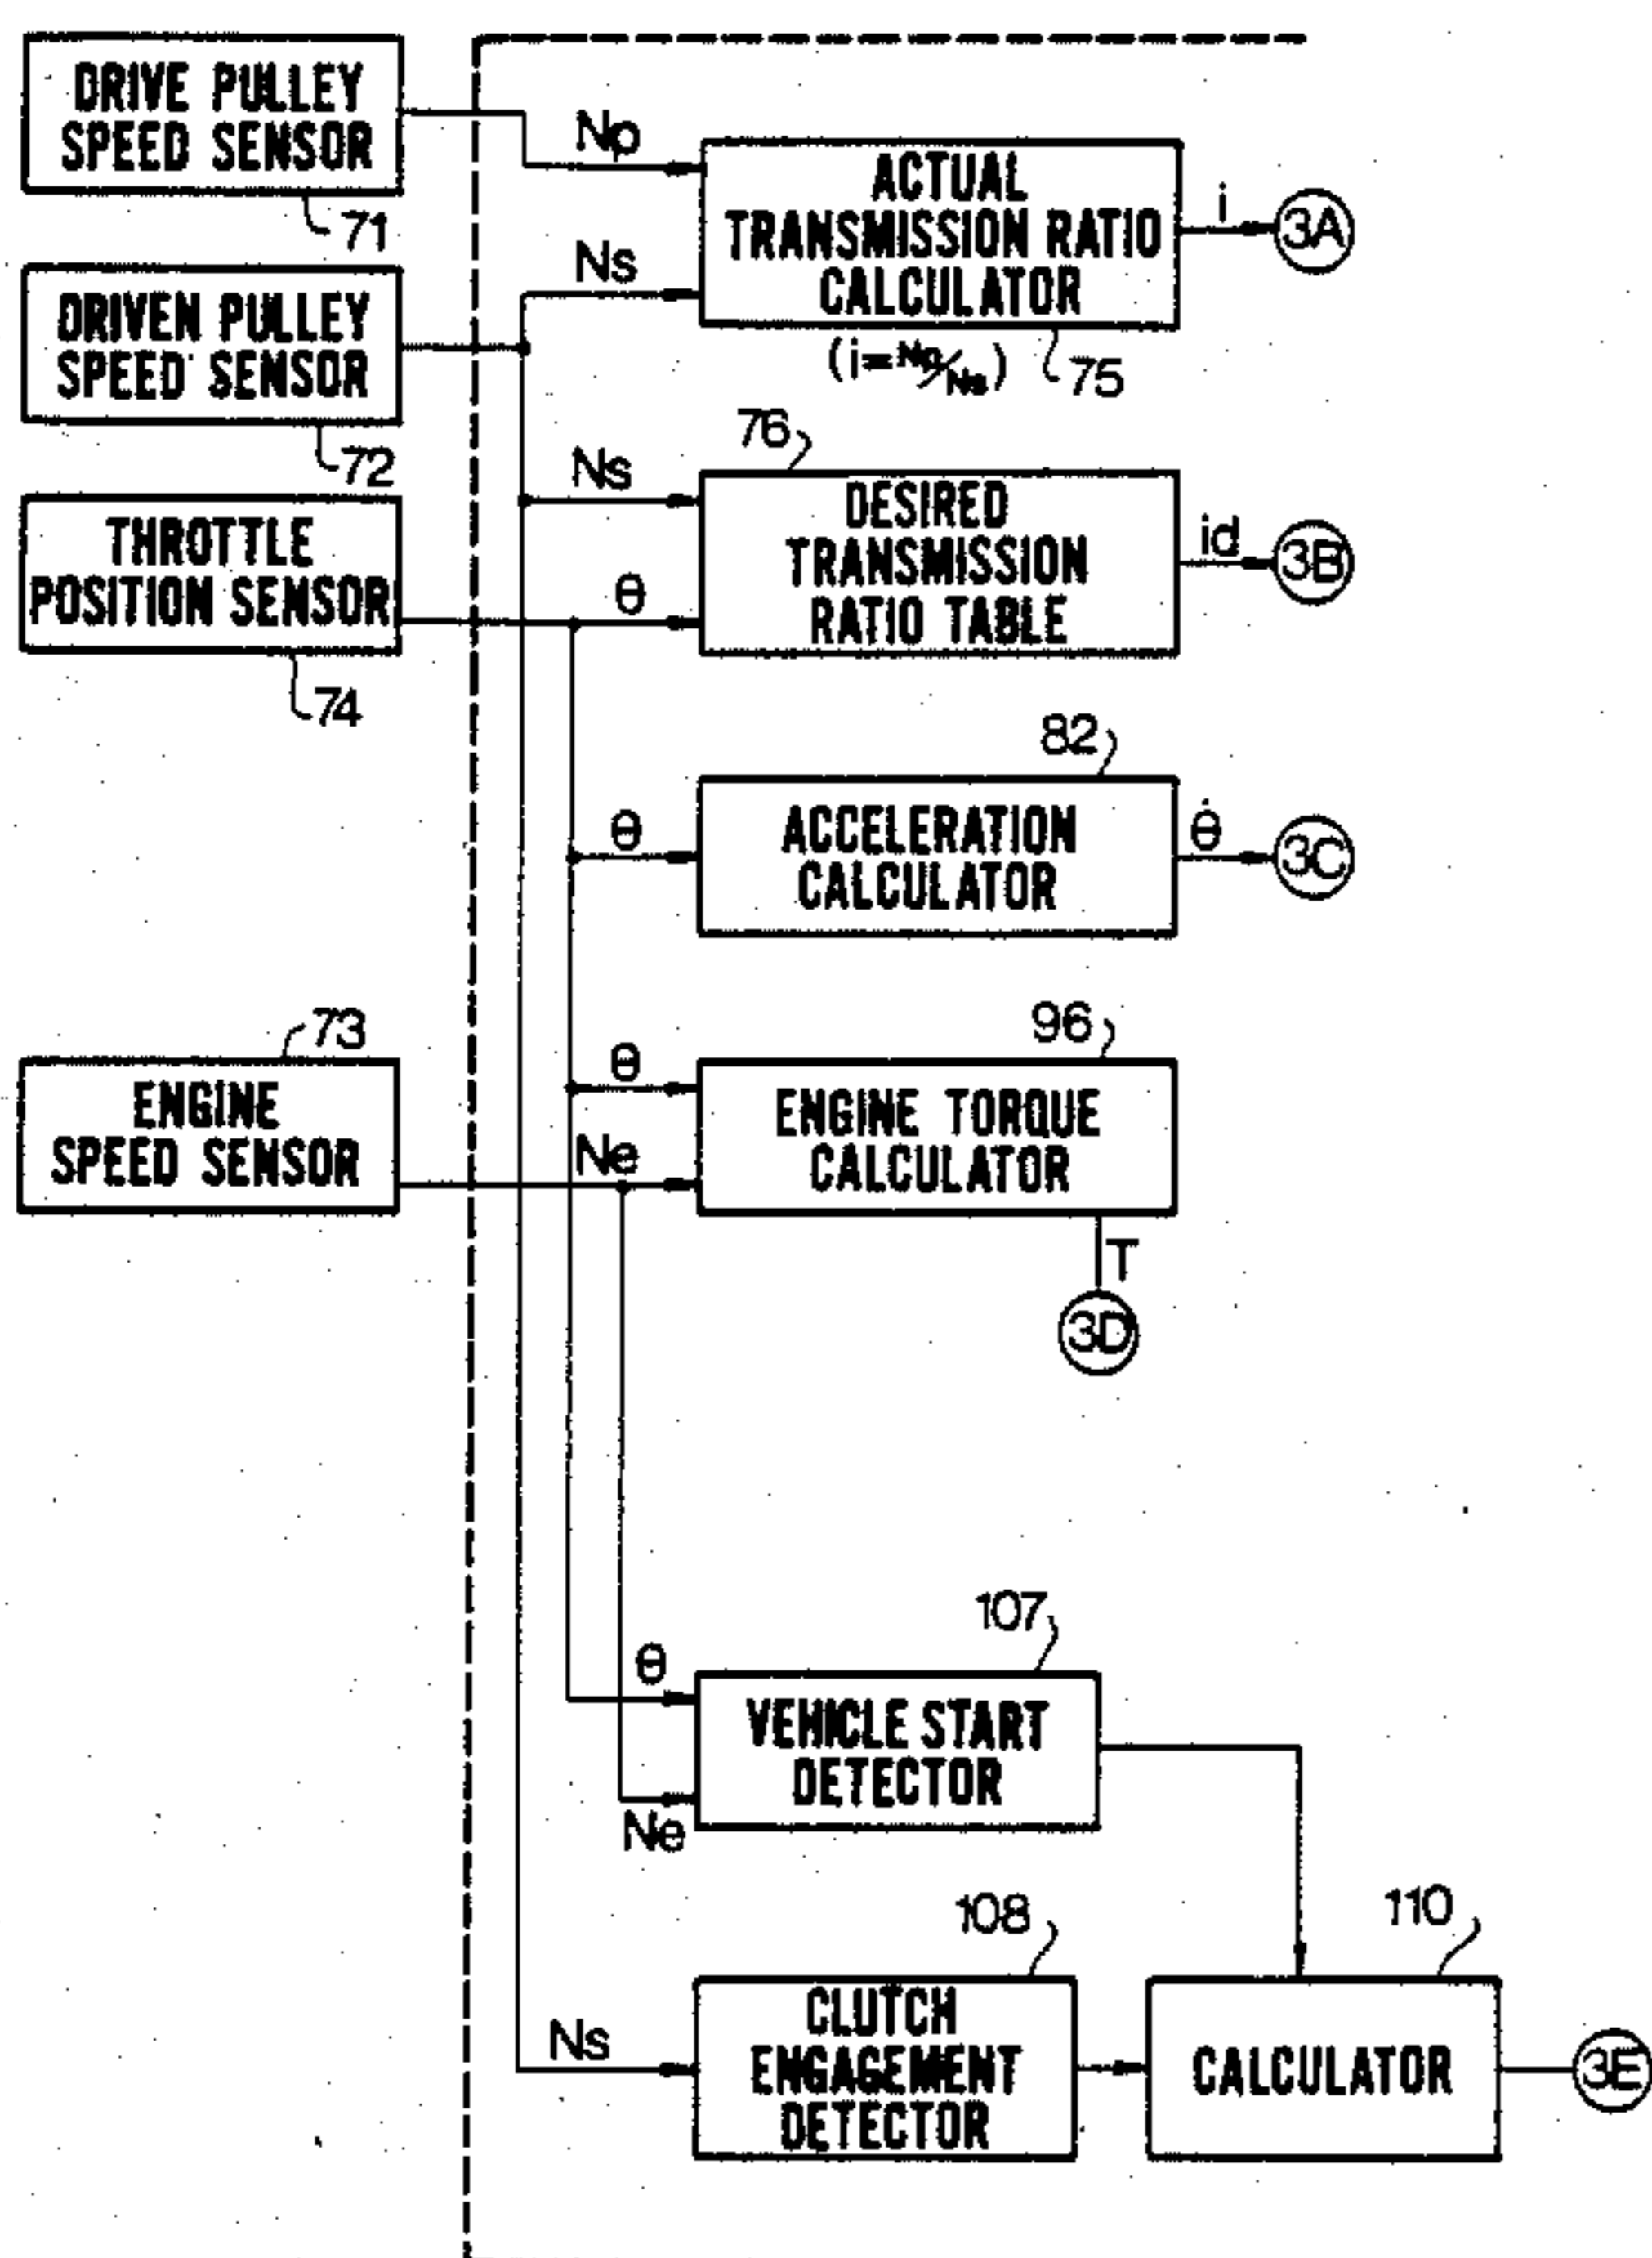 DRIVE PULLEY
SPEED SENSOR
71
Np
ACTUAL
TRANSMISSION RATIO
CALCULATOR
i
3A
Ns
(i=Np/Ns)
75
DRIVEN PULLEY
SPEED SENSOR
72
76
Ns
DESIRED
TRANSMISSION
RATIO TABLE
id
3B
THROTTLE
POSITION SENSOR
θ
74
82
θ
ACCELERATION
CALCULATOR
θ̇
3C
73
ENGINE
SPEED SENSOR
96
θ
ENGINE TORQUE
CALCULATOR
Ne
T
3D
107
θ
VEHICLE START
DETECTOR
Ne
108
110
Ns
CLUTCH
ENGAGEMENT
DETECTOR
CALCULATOR
3E